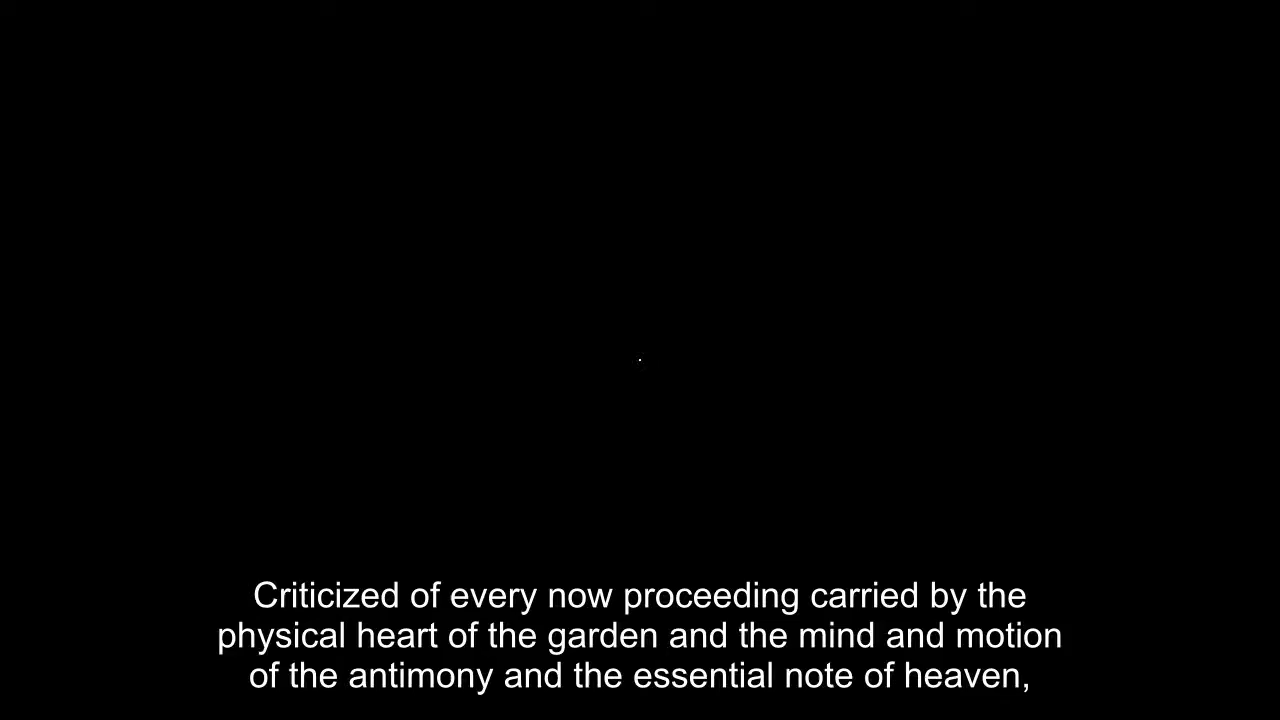 Criticized of every now proceeding carried by the
physical heart of the garden and the mind and motion
of the antimony and the essential note of heaven,